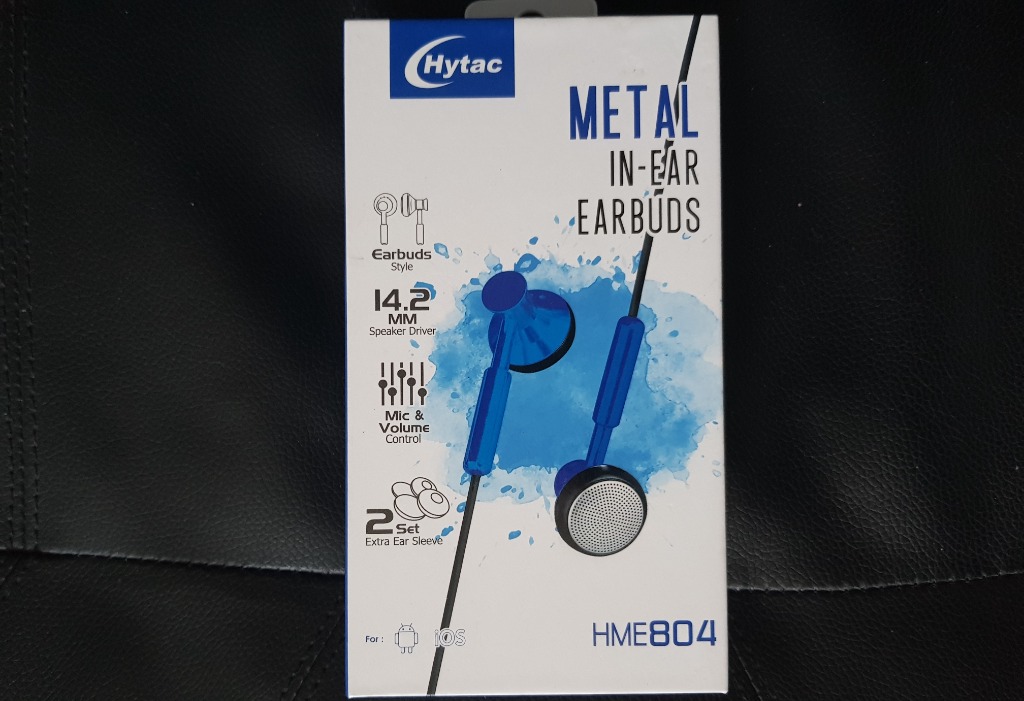 Hytac
METAL
IN-EAR
EARBUDS
Earbuds
Style
14.2
MM
Speaker Driver
Mic &
Volume
Control
2 Set
Extra Ear Sleeve
For :
iOS
HME804